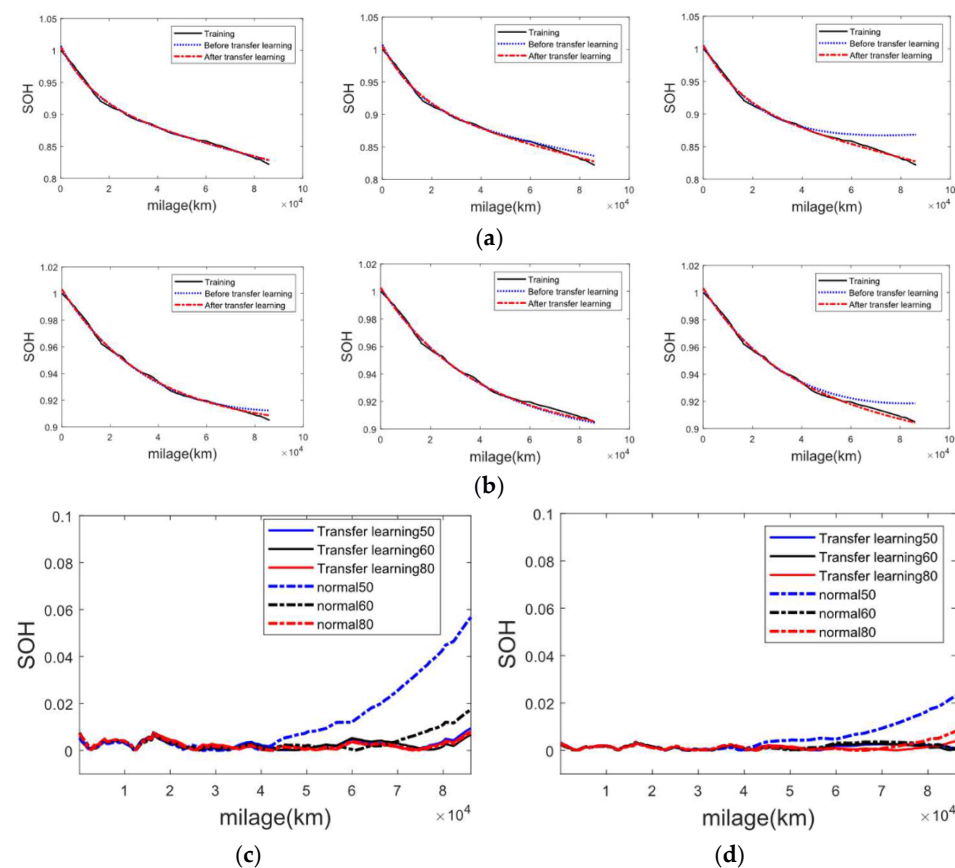 1.05
1
0.95
0.9
0.85
0.8
SOH
Training
Before transfer learning
After transfer learning
0 2 4 6 8 10
milage(km)
×10⁴
1.05
1
0.95
0.9
0.85
0.8
SOH
Training
Before transfer learning
After transfer learning
0 2 4 6 8 10
milage(km)
×10⁴
1.05
1
0.95
0.9
0.85
0.8
SOH
Training
Before transfer learning
After transfer learning
0 2 4 6 8 10
milage(km)
×10⁴
(a)
1.02
1
0.98
0.96
0.94
0.92
0.9
SOH
Training
Before transfer learning
After transfer learning
0 2 4 6 8 10
milage(km)
×10⁴
1.02
1
0.98
0.96
0.94
0.92
0.9
SOH
Training
Before transfer learning
After transfer learning
0 2 4 6 8 10
milage(km)
×10⁴
1.02
1
0.98
0.96
0.94
0.92
0.9
SOH
Training
Before transfer learning
After transfer learning
0 2 4 6 8 10
milage(km)
×10⁴
(b)
0.1
0.08
0.06
0.04
0.02
0
SOH
Transfer learning50
Transfer learning60
Transfer learning80
normal50
normal60
normal80
1 2 3 4 5 6 7 8
milage(km)
×10⁴
(c)
0.1
0.08
0.06
0.04
0.02
0
SOH
Transfer learning50
Transfer learning60
Transfer learning80
normal50
normal60
normal80
1 2 3 4 5 6 7 8
milage(km)
×10⁴
(d)